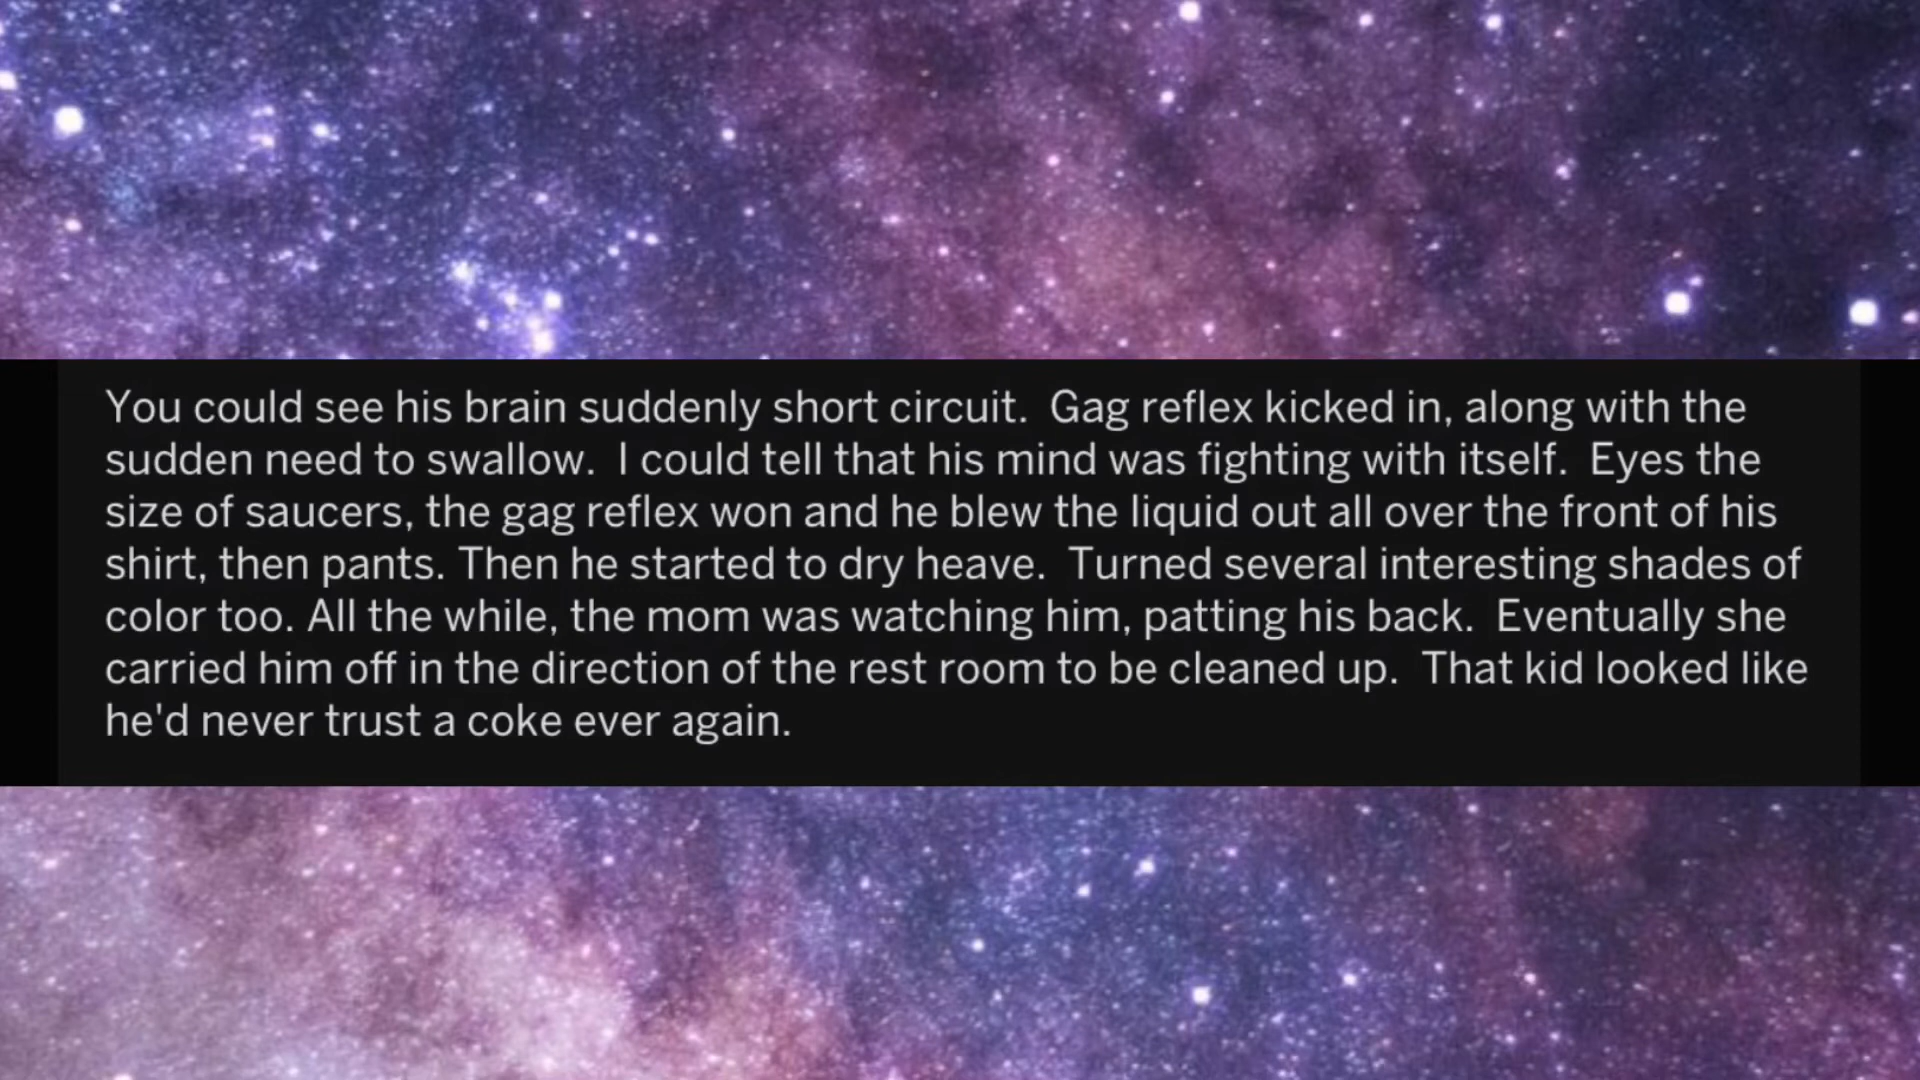 You could see his brain suddenly short circuit.  Gag reflex kicked in, along with the
sudden need to swallow.  I could tell that his mind was fighting with itself.  Eyes the
size of saucers, the gag reflex won and he blew the liquid out all over the front of his
shirt, then pants. Then he started to dry heave.  Turned several interesting shades of
color too. All the while, the mom was watching him, patting his back.  Eventually she
carried him off in the direction of the rest room to be cleaned up.  That kid looked like
he'd never trust a coke ever again.